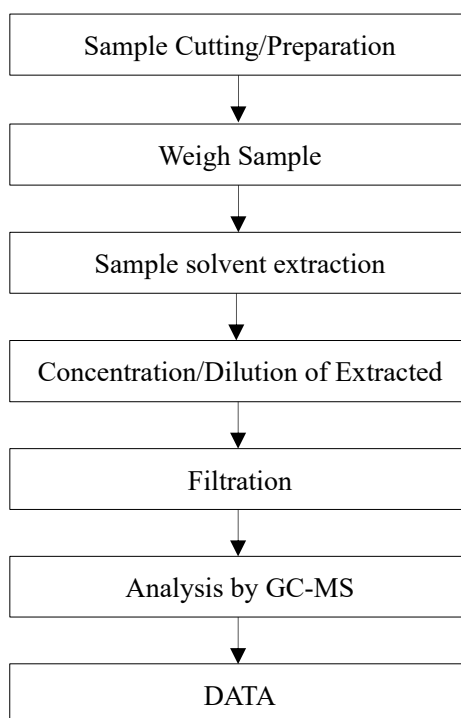 Sample Cutting/Preparation
Weigh Sample
Sample solvent extraction
Concentration/Dilution of Extracted
Filtration
Analysis by GC-MS
DATA